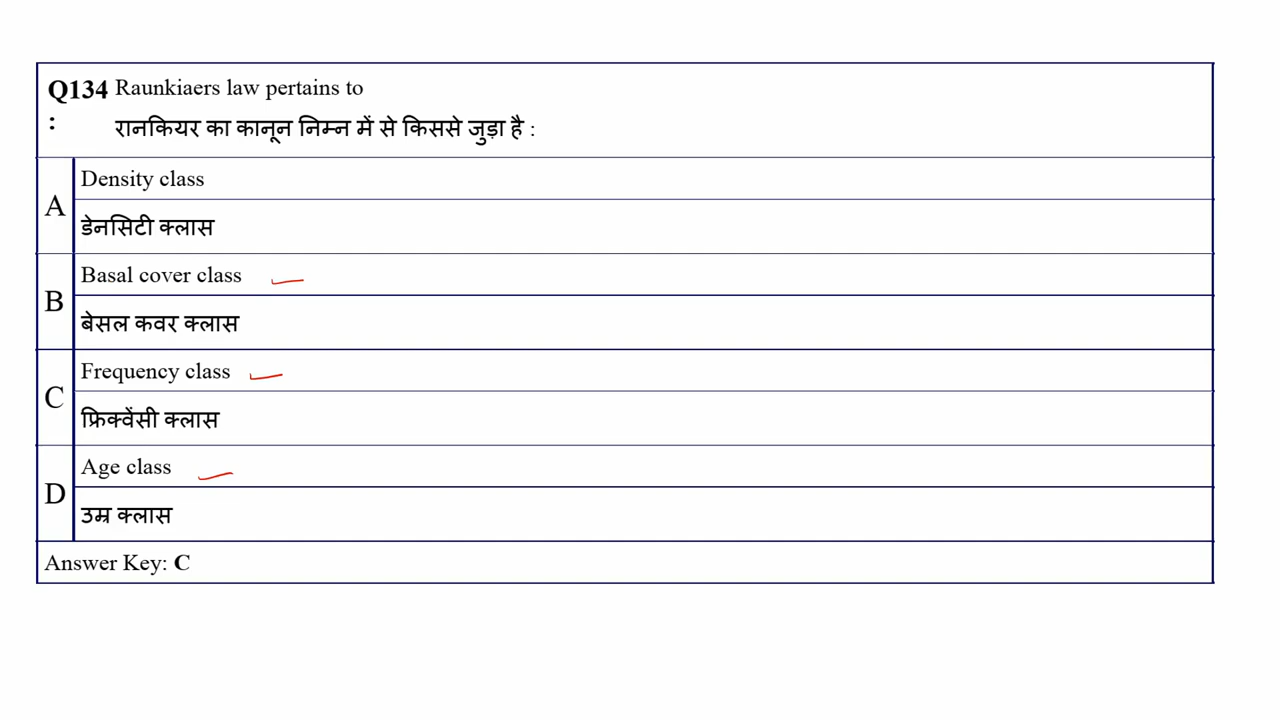 Q134 Raunkiaers law pertains to
: रानकियर का कानून निम्न में से किससे जुड़ा है :
A
Density class
डेनसिटी क्लास
B
Basal cover class
बेसल कवर क्लास
C
Frequency class
फ्रिक्वेंसी क्लास
D
Age class
उम्र क्लास
Answer Key: C